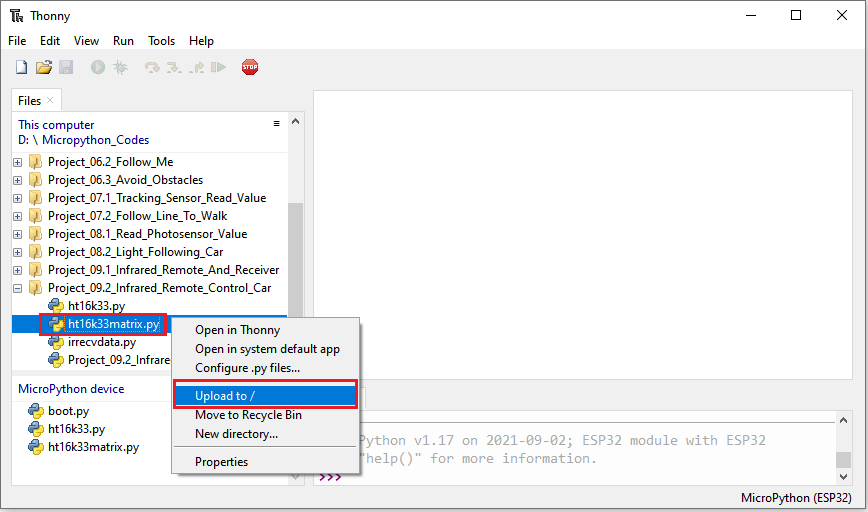 Thonny
File Edit View Run Tools Help
STOP
Files
This computer
D: \ Micropython_Codes
Project_06.2_Follow_Me
Project_06.3_Avoid_Obstacles
Project_07.1_Tracking_Sensor_Read_Value
Project_07.2_Follow_Line_To_Walk
Project_08.1_Read_Photosensor_Value
Project_08.2_Light_Following_Car
Project_09.1_Infrared_Remote_And_Receiver
Project_09.2_Infrared_Remote_Control_Car
ht16k33.py
ht16k33matrix.py
irrecvdata.py
Project_09.2_Infrare
Open in Thonny
Open in system default app
Configure .py files...
Upload to /
Move to Recycle Bin
New directory...
Properties
MicroPython device
boot.py
ht16k33.py
ht16k33matrix.py
Python v1.17 on 2021-09-02; ESP32 module with ESP32
"help()" for more information.
>>>
MicroPython (ESP32)